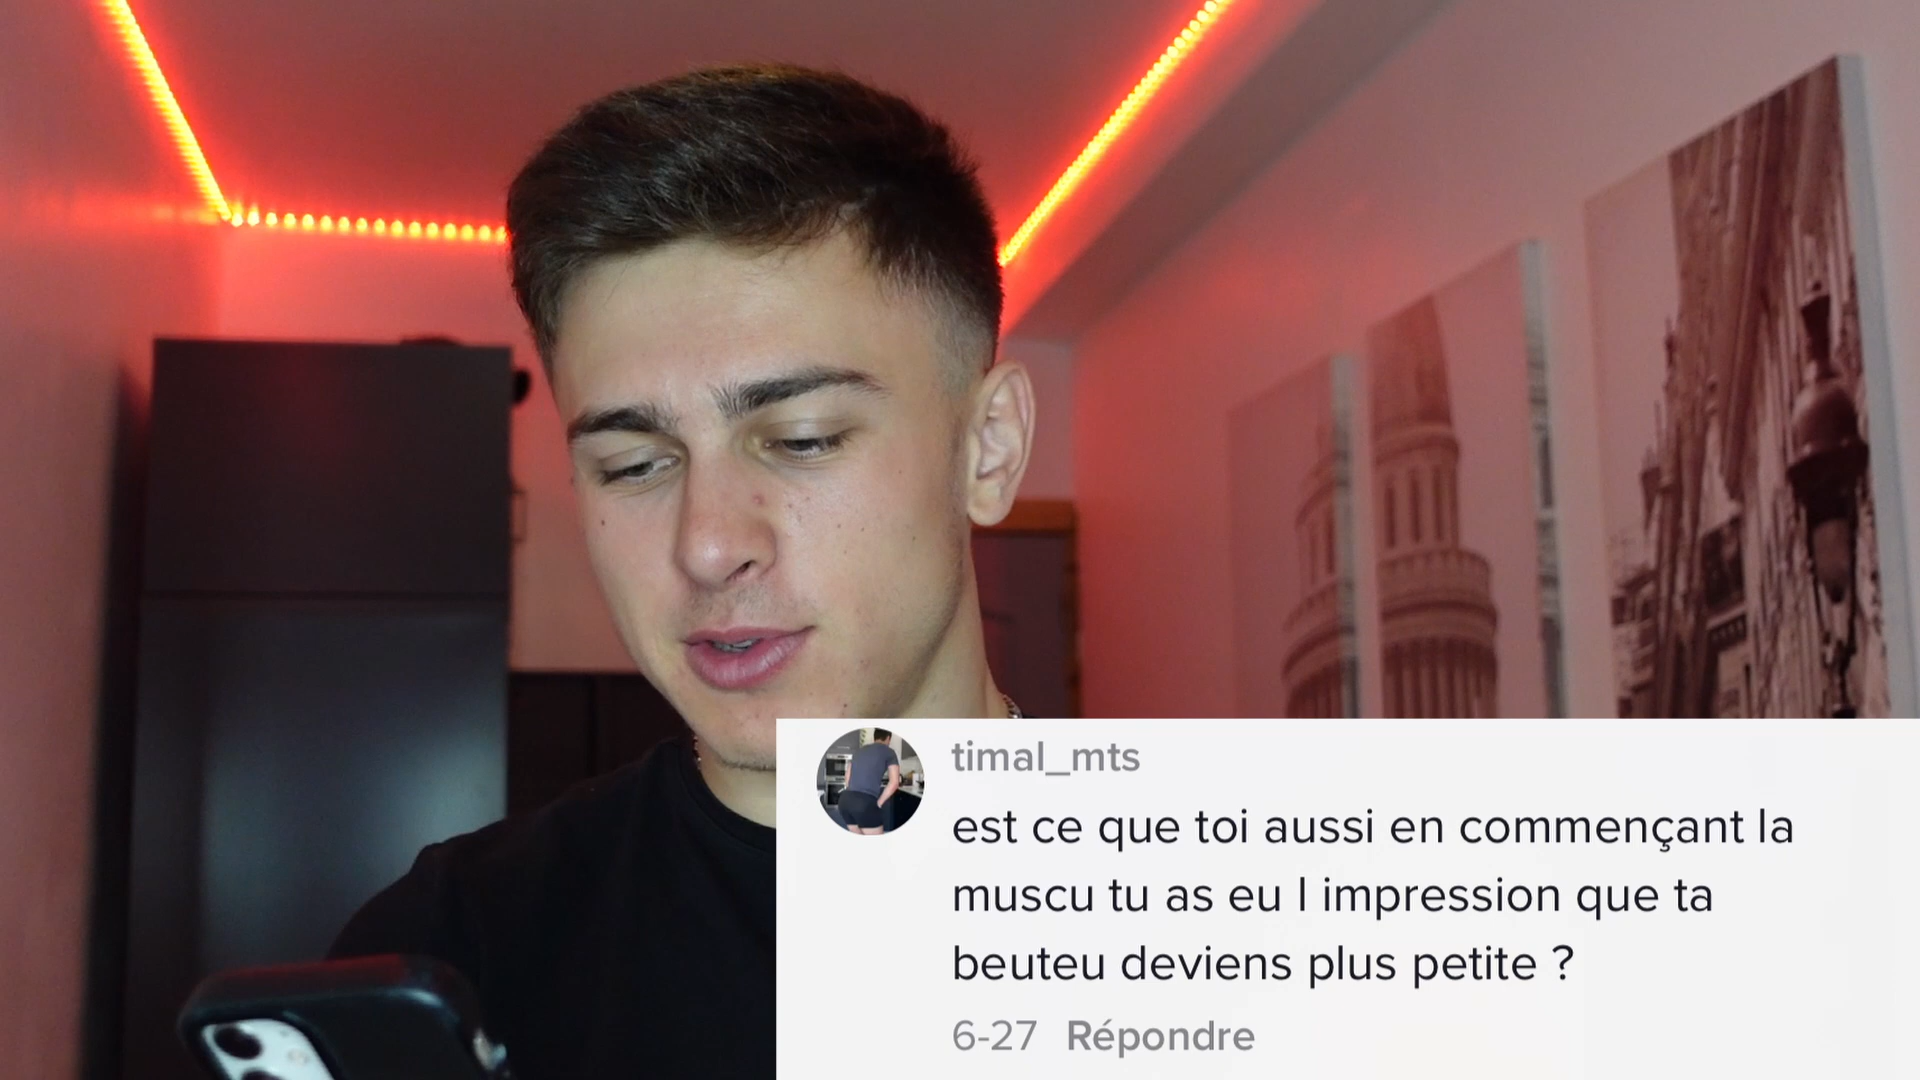 timal_mts
est ce que toi aussi en commençant la
muscu tu as eu l impression que ta
beuteu deviens plus petite ?
6-27 Répondre